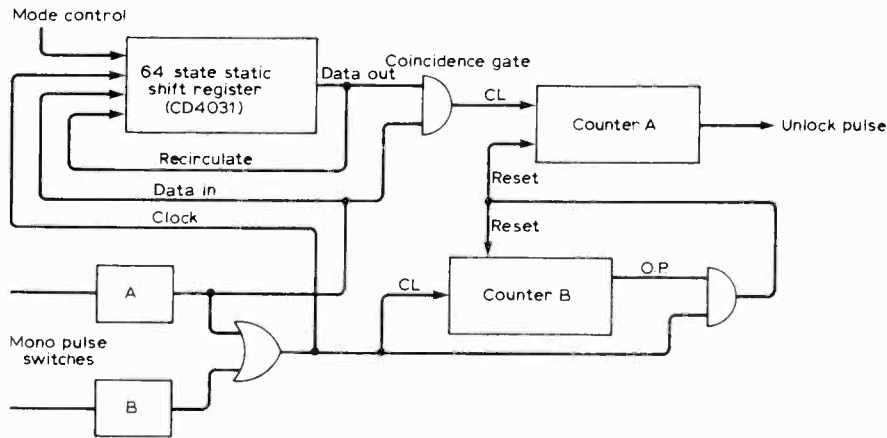 Mode control
64 state static
shift register
(CD4031)
Data out
Coincidence gate
CL
Counter A
Unlock pulse
Recirculate
Data in
Clock
Reset
Reset
A
CL
Counter B
O.P.
Mono pulse
switches
B